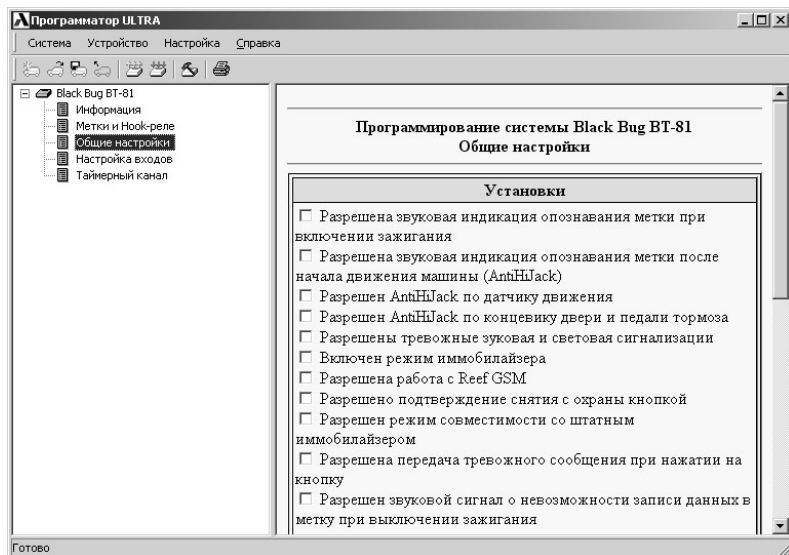 Программатор ULTRA
Система Устройство Настройка Справка
Black Bug BT-81
Информация
Метки и Hook-реле
Общие настройки
Настройка входов
Таймерный канал
Программирование системы Black Bug BT-81
Общие настройки
Установки
Разрешена звуковая индикация опознавания метки при
включении зажигания
Разрешена звуковая индикация опознавания метки после
начала движения машины (AntiHiJack)
Разрешен AntiHiJack по датчику движения
Разрешен AntiHiJack по концевику двери и педали тормоза
Разрешены тревожные зуковая и световая сигнализации
Включен режим иммобилайзера
Разрешена работа с Reef GSM
Разрешено подтверждение снятия с охраны кнопкой
Разрешен режим совместимости со штатным
иммобилайзером
Разрешена передача тревожного сообщения при нажатии на
кнопку
Разрешен звуковой сигнал о невозможности записи данных в
метку при выключении зажигания
Готово